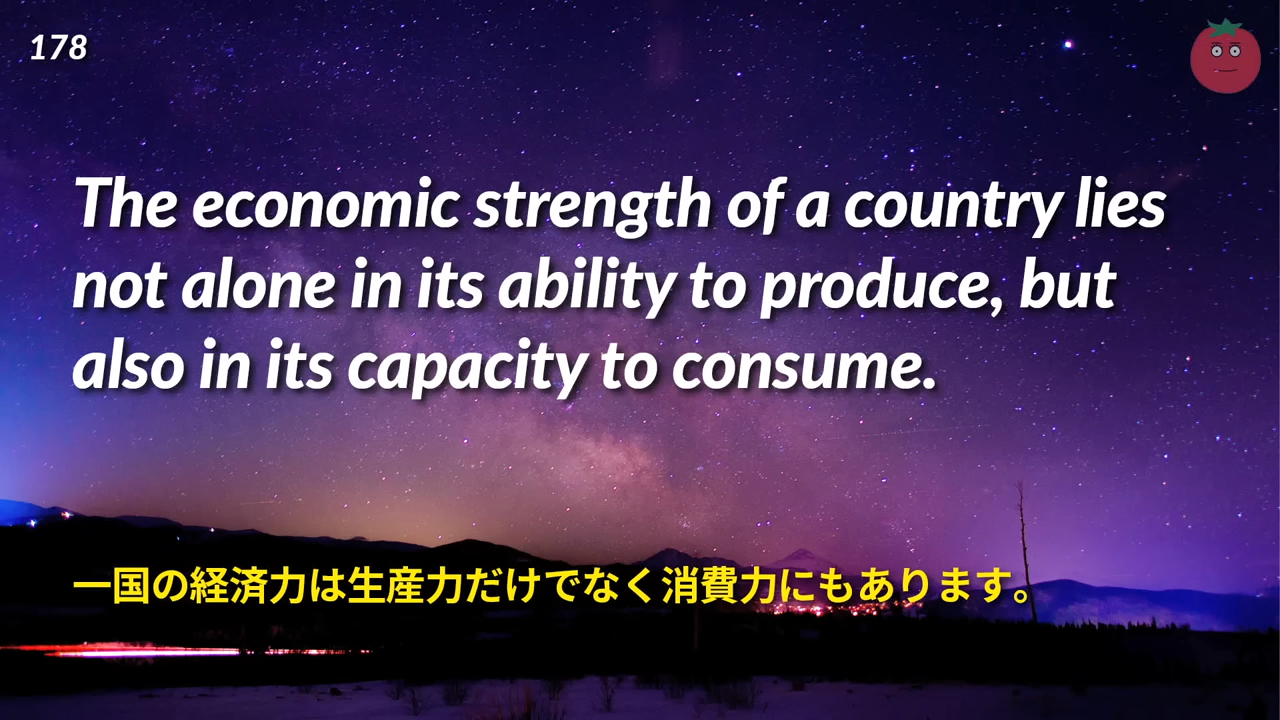 178
The economic strength of a country lies
not alone in its ability to produce, but
also in its capacity to consume.
一国の経済力は生産力だけでなく消費力にもあります。